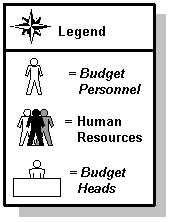 Legend
= Budget
Personnel
= Human
Resources
= Budget
Heads